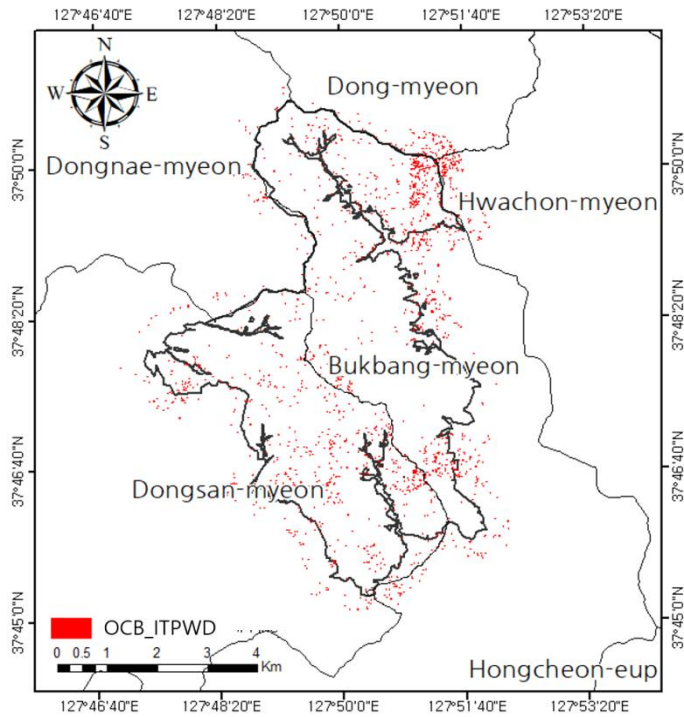 127°46'40"E 127°48'20"E 127°50'0"E 127°51'40"E 127°53'20"E
N
W E
S
Dong-myeon
Dongnae-myeon
37°50'0"N 37°50'0"N
Hwachon-myeon
37°48'20"N 37°48'20"N
Bukbang-myeon
37°46'40"N 37°46'40"N
Dongsan-myeon
37°45'0"N 37°45'0"N
OCB_ITPWD
0 0.5 1 2 3 4
Km
Hongcheon-eup
127°46'40"E 127°48'20"E 127°50'0"E 127°51'40"E 127°53'20"E